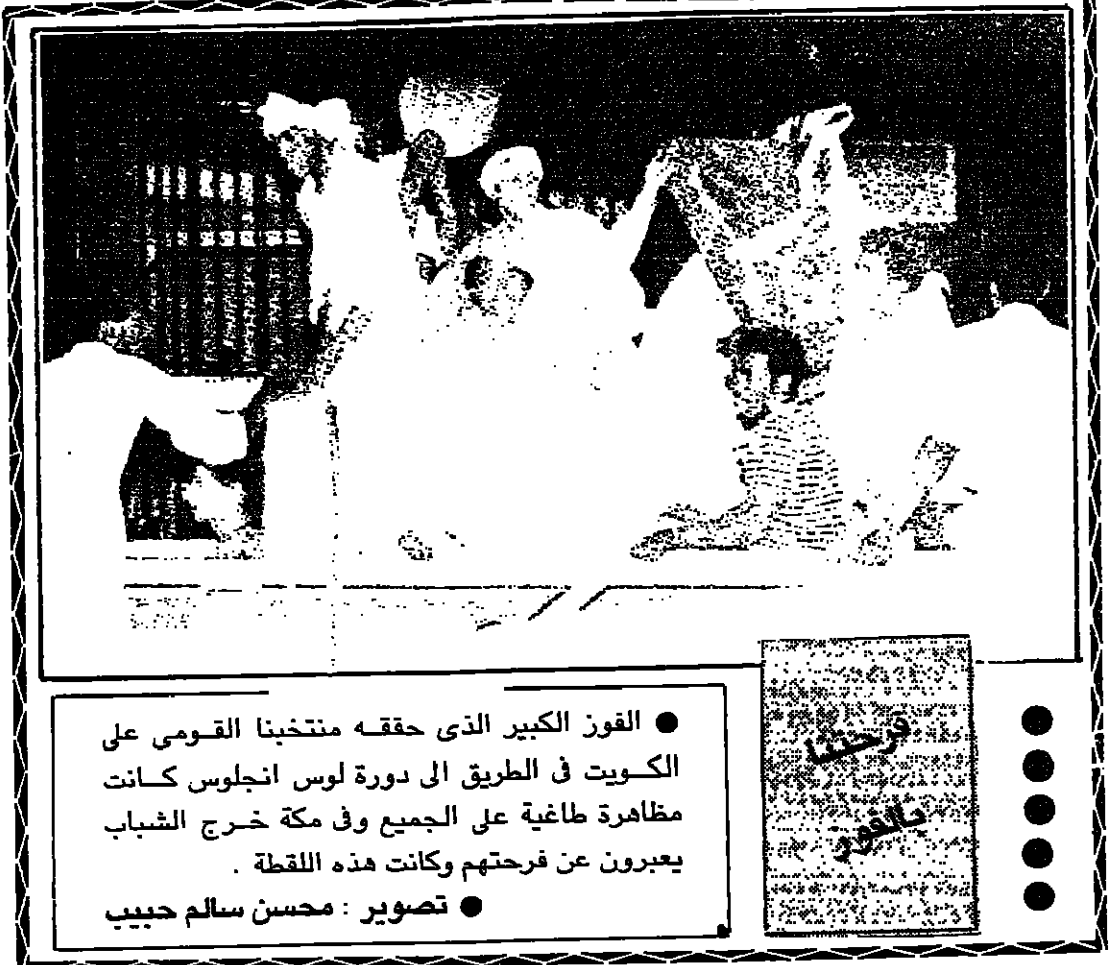 فرحتنا
بالفوز
● الفوز الكبير الذى حققه منتخبنا القومى على
الكويت فى الطريق الى دورة لوس انجلوس كانت
مظاهرة طاغية على الجميع وفى مكة خرج الشباب
يعبرون عن فرحتهم وكانت هذه اللقطة .
● تصوير : محسن سالم حبيب